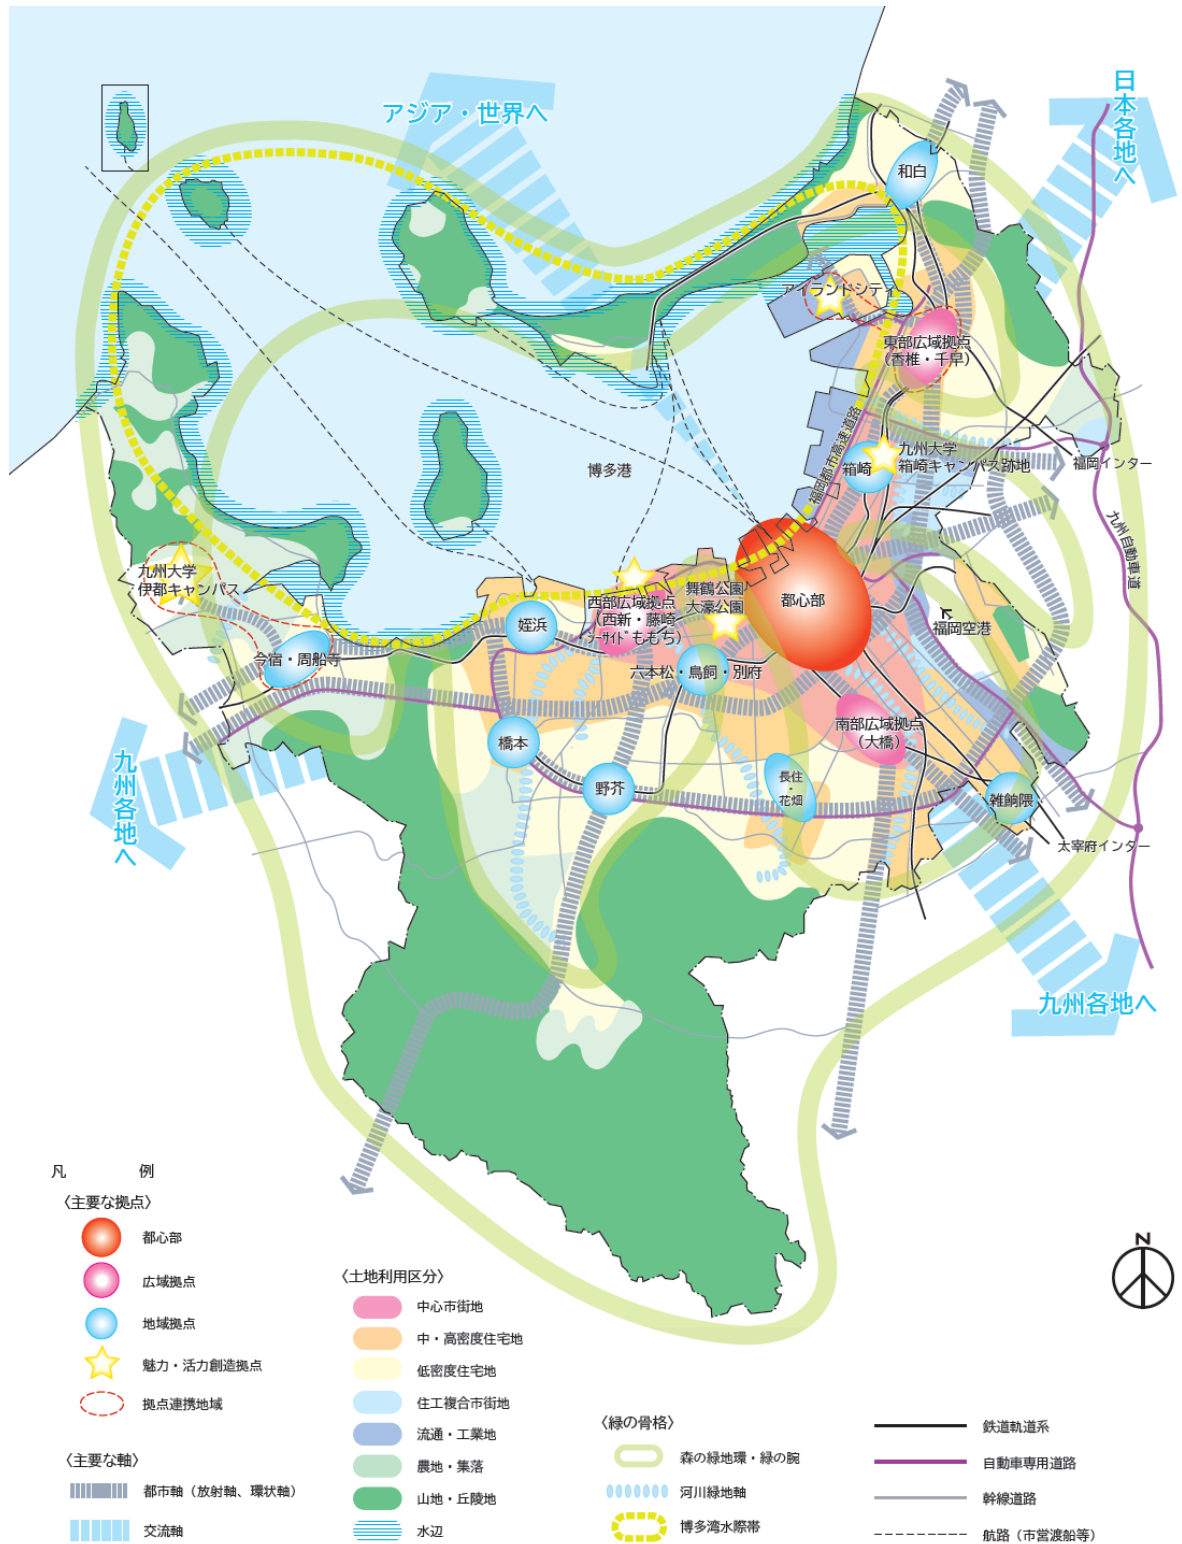 アジア・世界へ
日本各地へ
和白
アイランドシティ
東部広域拠点
(香椎・千早)
福岡都市高速道路
九州大学
箱崎キャンパス跡地
箱崎
福岡インター
博多港
九州自動車道
九州大学
伊都キャンパス
舞鶴公園
大濠公園
都心部
西部広域拠点
(西新・藤崎
シーサイドももち)
姪浜
福岡空港
今宿・周船寺
六本松・鳥飼・別府
南部広域拠点
(大橋)
橋本
九州各地へ
野芥
長住
・
花畑
雑餉隈
太宰府インター
九州各地へ
凡例
〈主要な拠点〉
都心部
広域拠点
地域拠点
魅力・活力創造拠点
拠点連携地域
〈主要な軸〉
都市軸(放射軸、環状軸)
交流軸
〈土地利用区分〉
中心市街地
中・高密度住宅地
低密度住宅地
住工複合市街地
流通・工業地
農地・集落
山地・丘陵地
水辺
〈緑の骨格〉
森の緑地環・緑の腕
河川緑地軸
博多湾水際帯
鉄道軌道系
自動車専用道路
幹線道路
航路(市営渡船等)
N